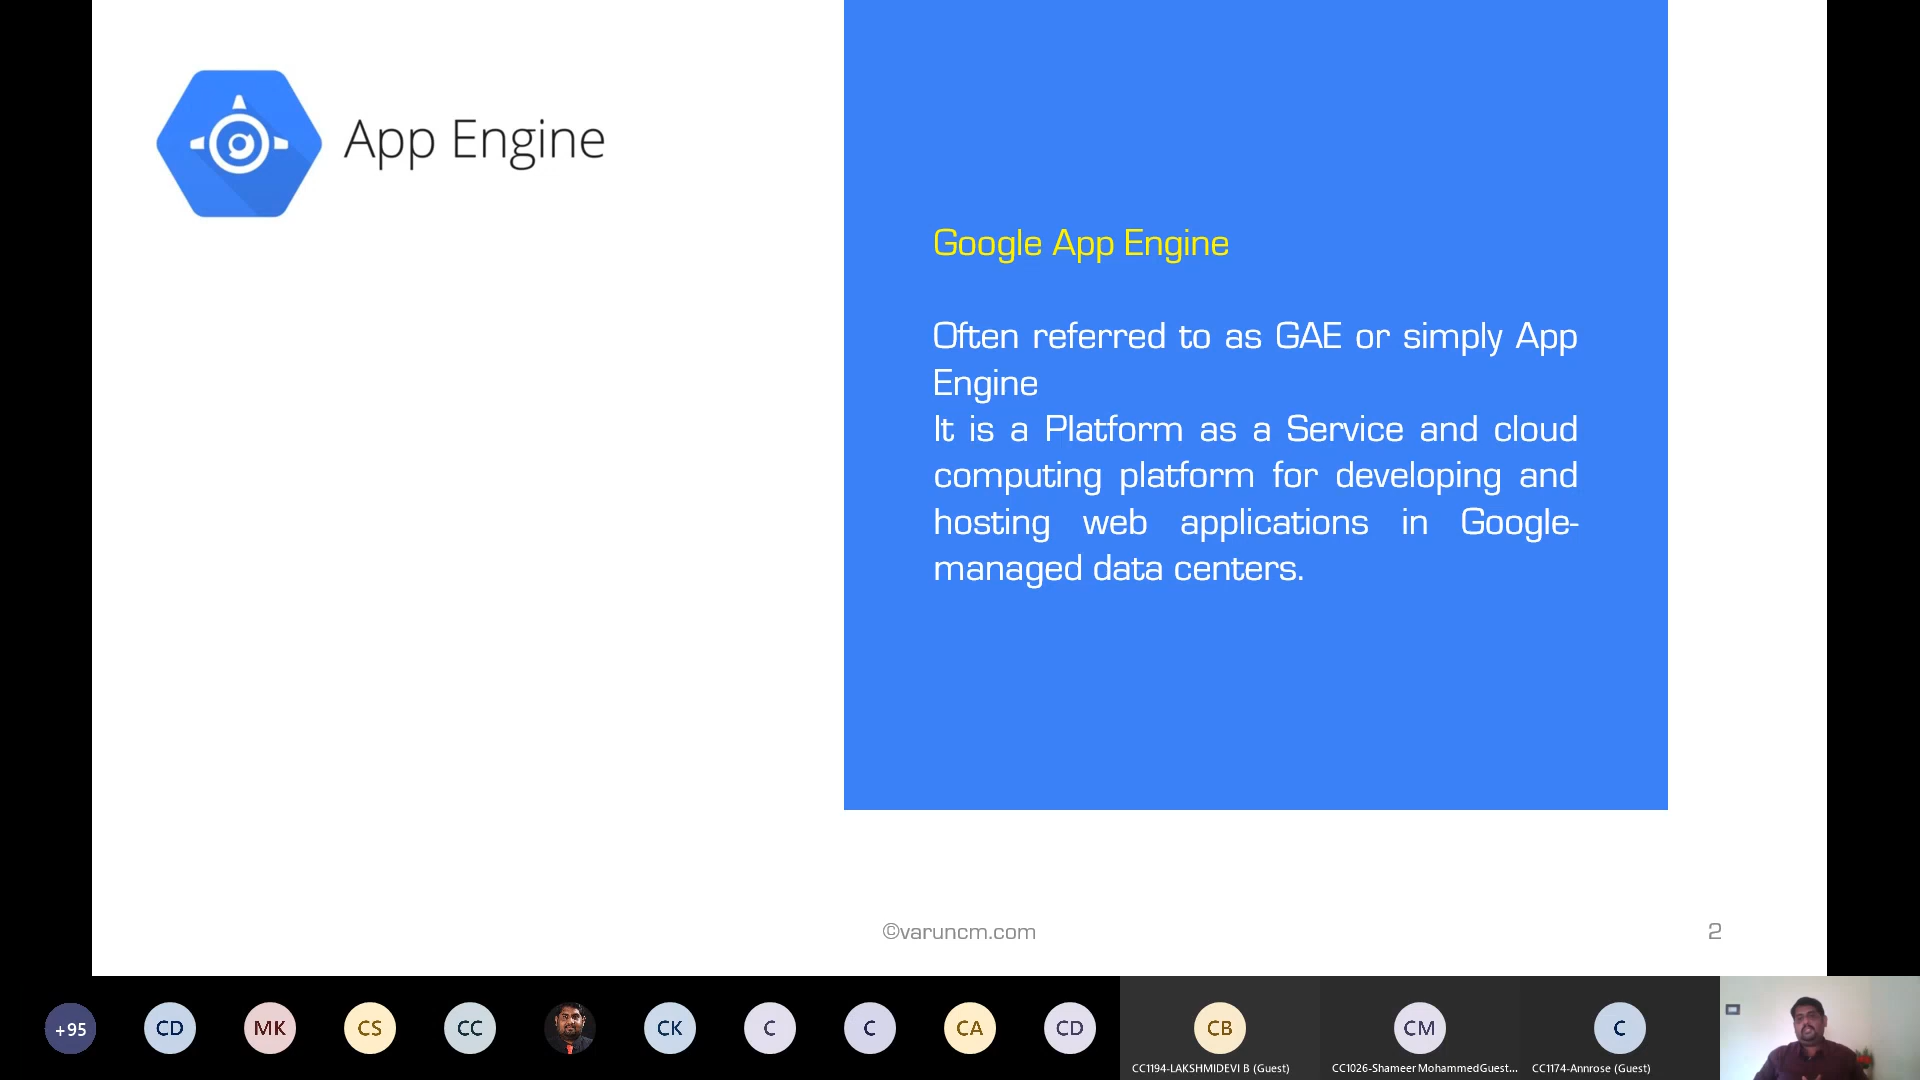 App Engine
Google App Engine
Often referred to as GAE or simply App
Engine
It is a Platform as a Service and cloud
computing platform for developing and
hosting web applications in Google-
managed data centers.
©varuncm.com
2
+95
CD
MK
CS
CC
CK
C
C
CA
CD
CB
CM
C
CC1194-LAKSHMIDEVI B (Guest)
CC1026-Shameer MohammedGuest...
CC1174-Annrose (Guest)